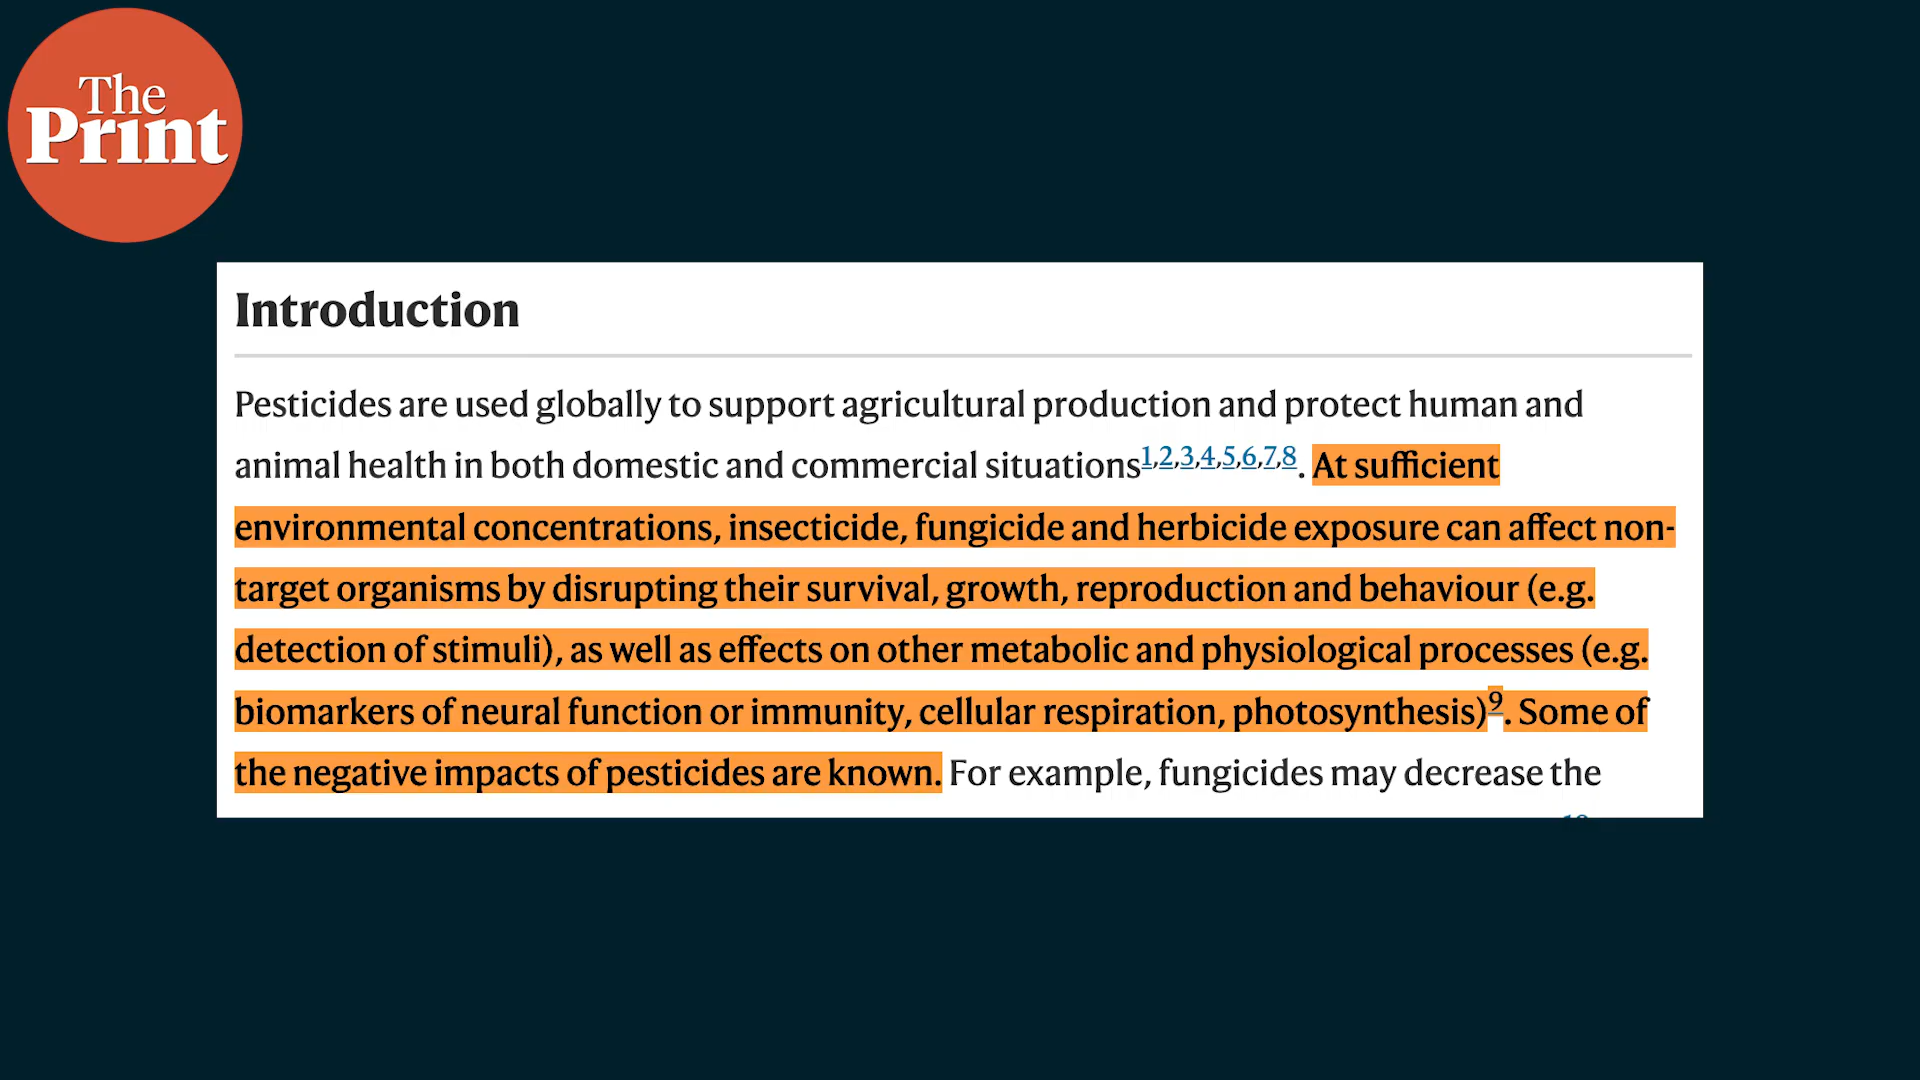 The
Print
Introduction
Pesticides are used globally to support agricultural production and protect human and
animal health in both domestic and commercial situations1,2,3,4,5,6,7,8. At sufficient
environmental concentrations, insecticide, fungicide and herbicide exposure can affect non-
target organisms by disrupting their survival, growth, reproduction and behaviour (e.g.
detection of stimuli), as well as effects on other metabolic and physiological processes (e.g.
biomarkers of neural function or immunity, cellular respiration, photosynthesis)9. Some of
the negative impacts of pesticides are known. For example, fungicides may decrease the